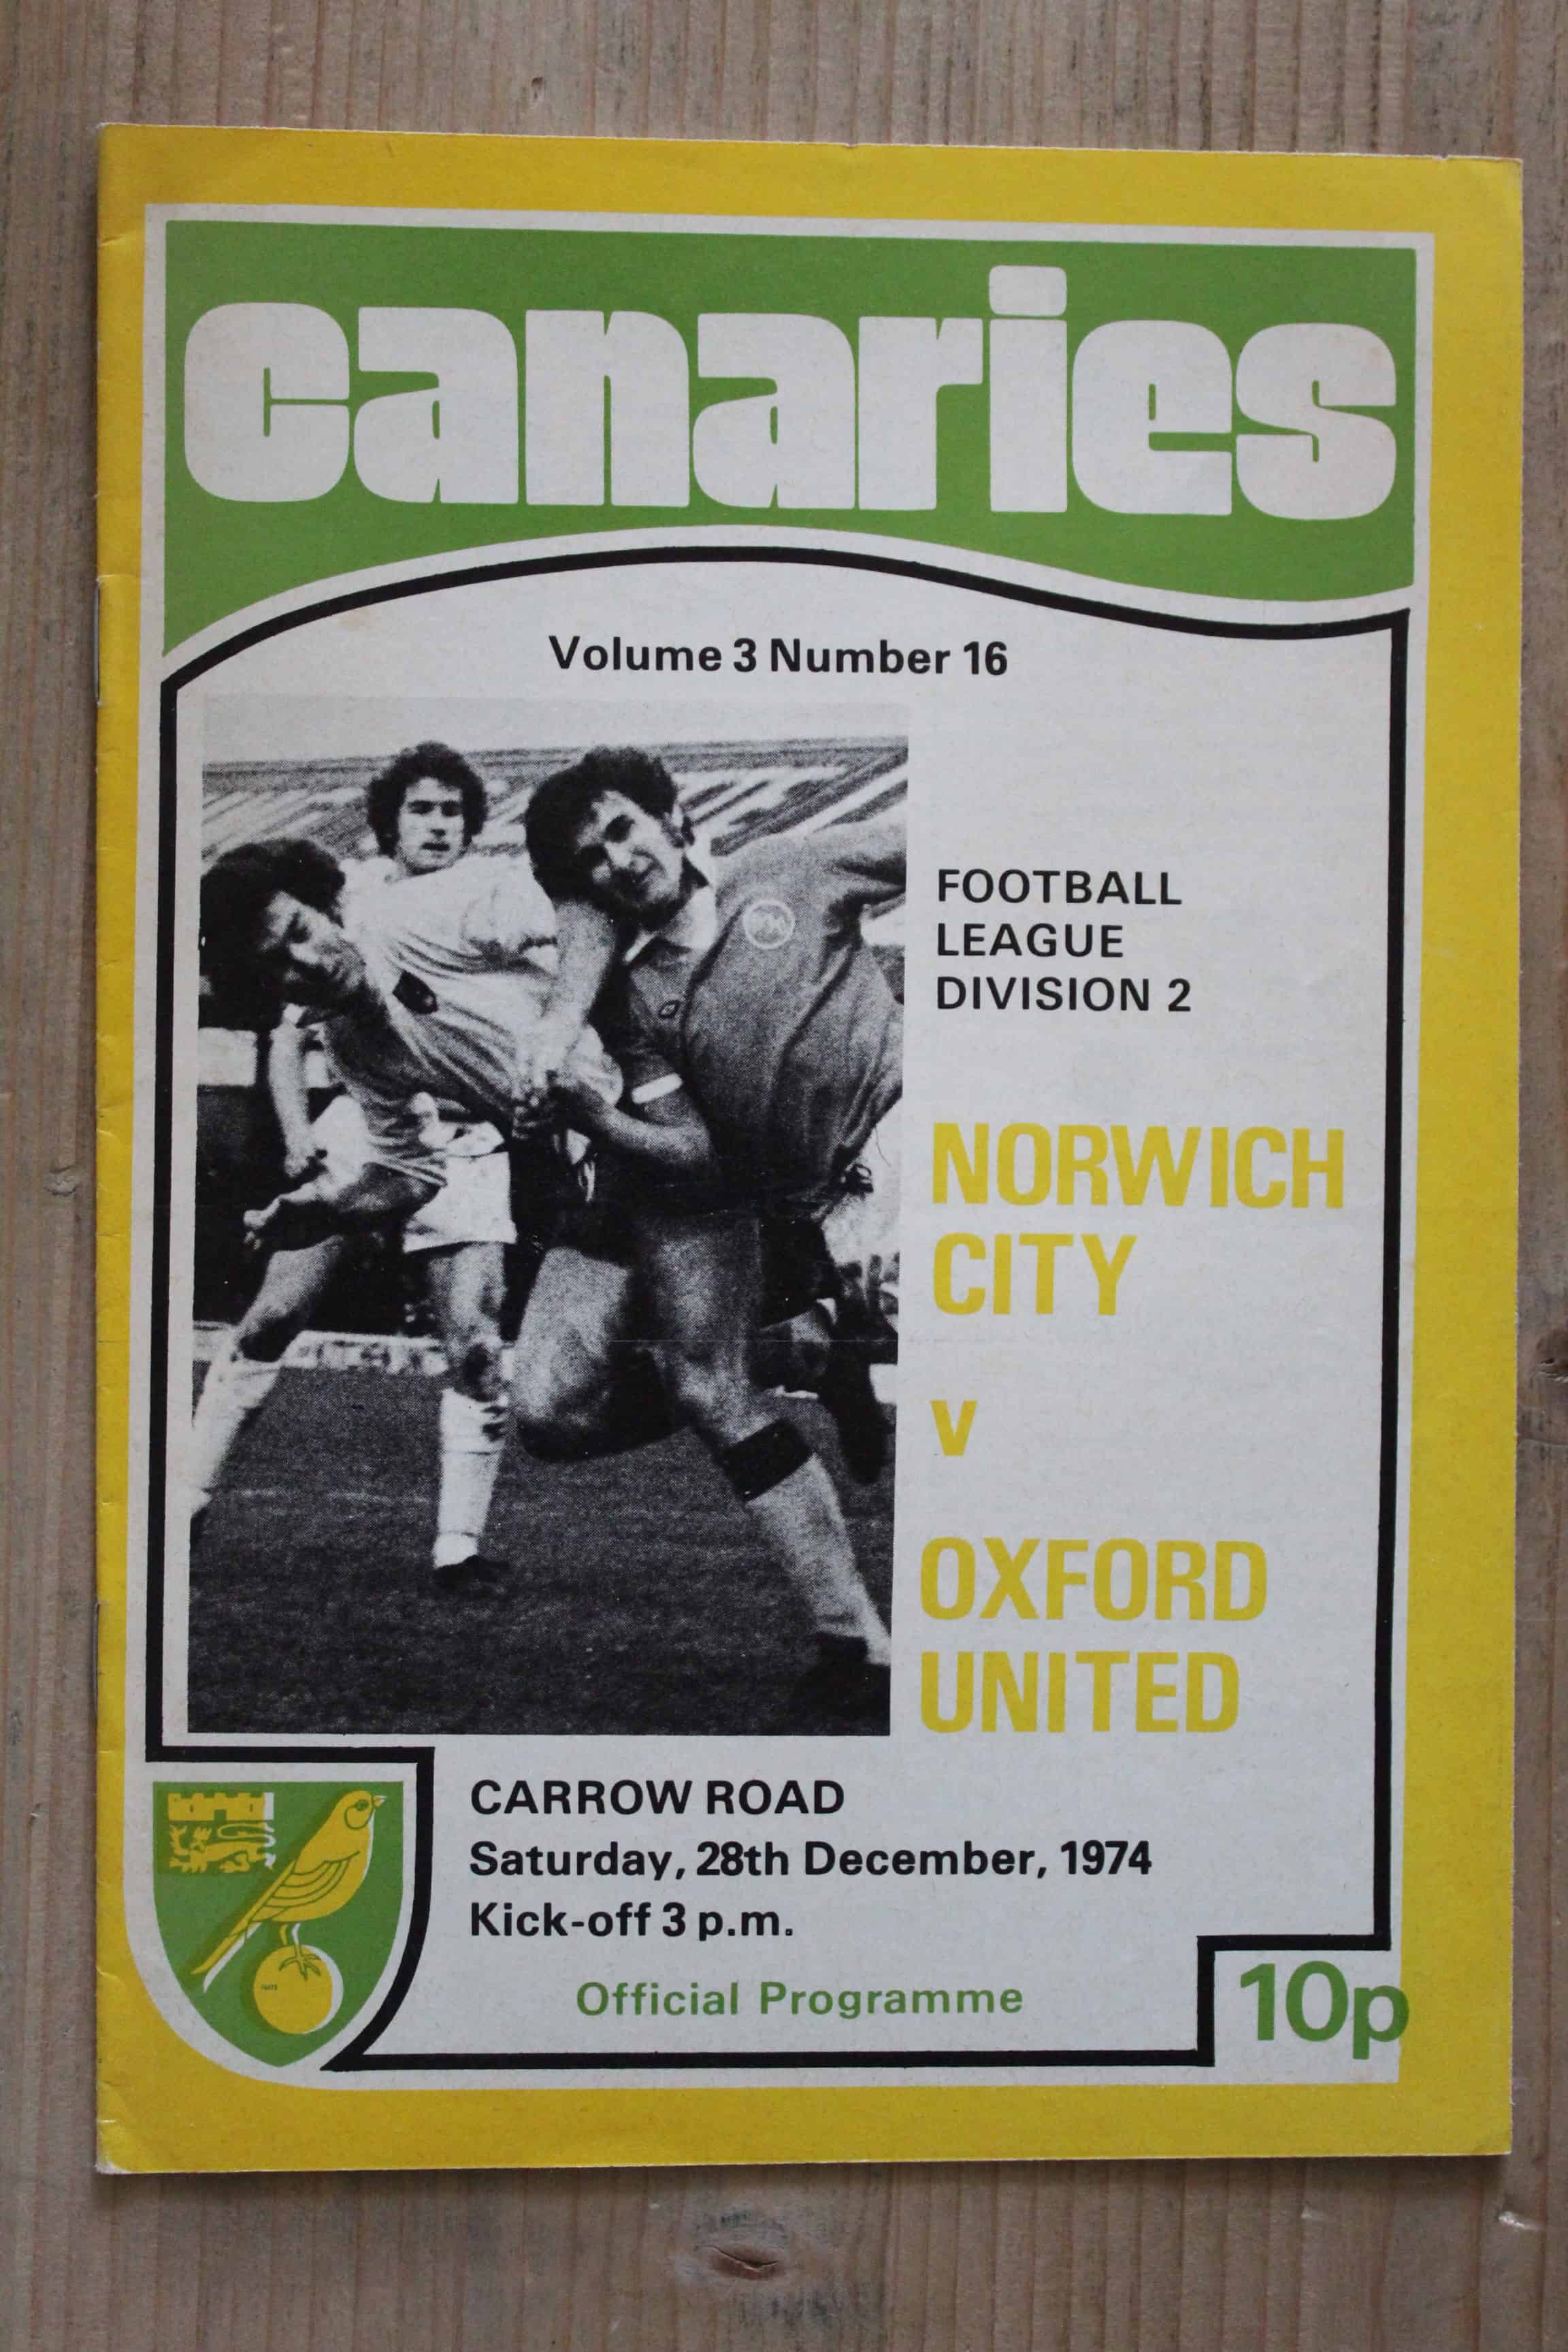 canaries
Volume 3 Number 16
FOOTBALL
LEAGUE
DIVISION 2
NORWICH
CITY
v
OXFORD
UNITED
CARROW ROAD
Saturday, 28th December, 1974
Kick-off 3 p.m.
Official Programme
10p